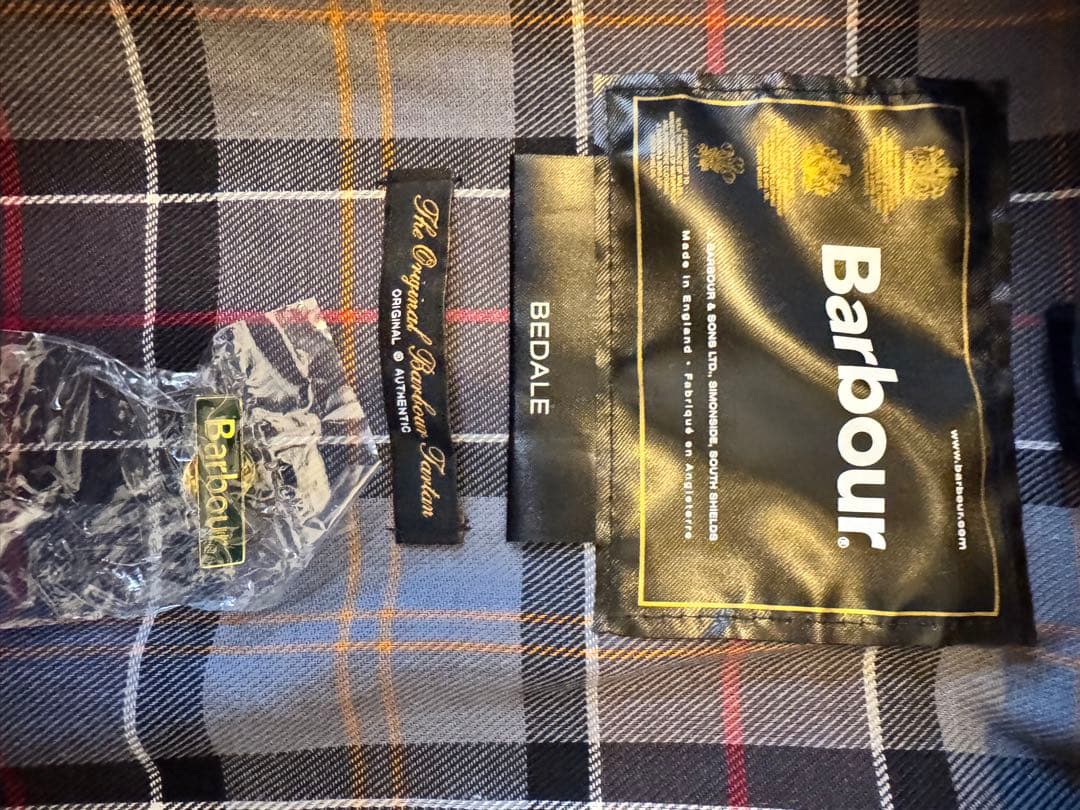 www.barbour.com
Barbour®
BARBOUR & SONS LTD., SIMONSIDE, SOUTH SHIELDS
Made in England • Fabriqué en Angleterre
BEDALE
The Original Barbour Tartan
ORIGINAL © AUTHENTIC
Barbour